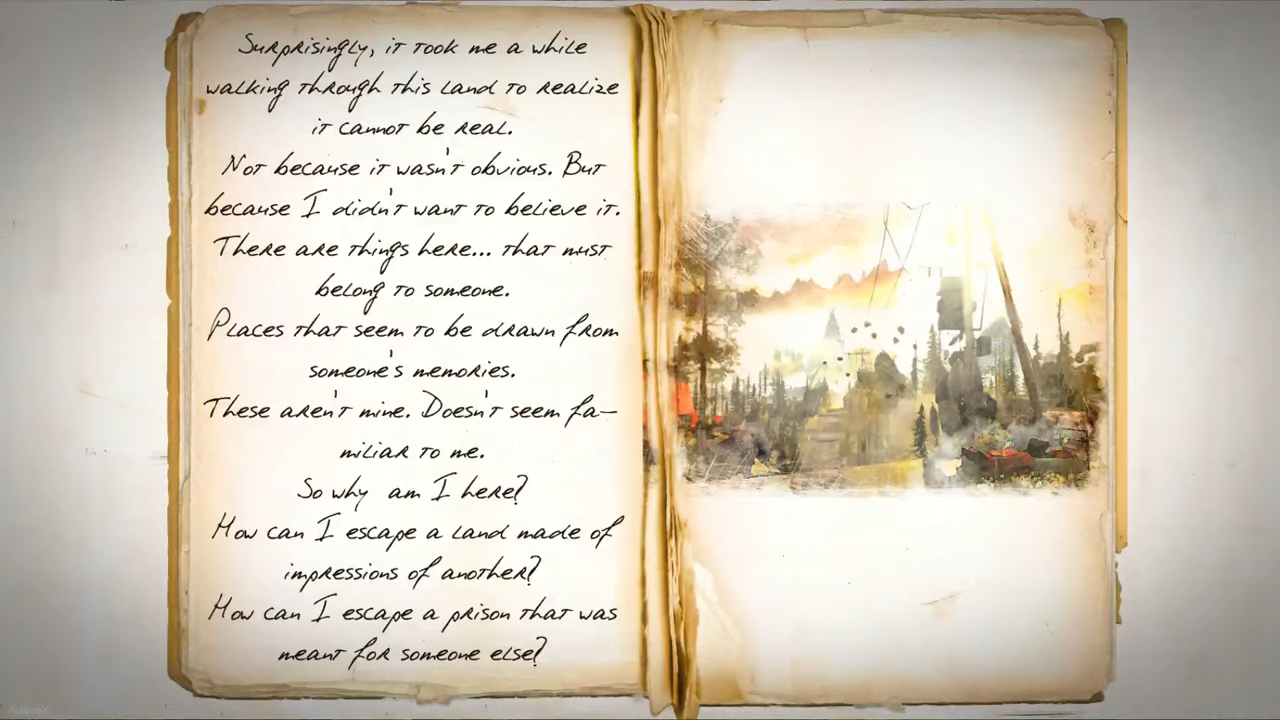 Surprisingly, it took me a while
walking through this land to realize
it cannot be real.
Not because it wasn't obvious. But
because I didn't want to believe it.
There are things here... that must
belong to someone.
Places that seem to be drawn from
someone's memories.
These aren't mine. Doesn't seem fa-
miliar to me.
So why am I here?
How can I escape a land made of
impressions of another?
How can I escape a prison that was
meant for someone else?